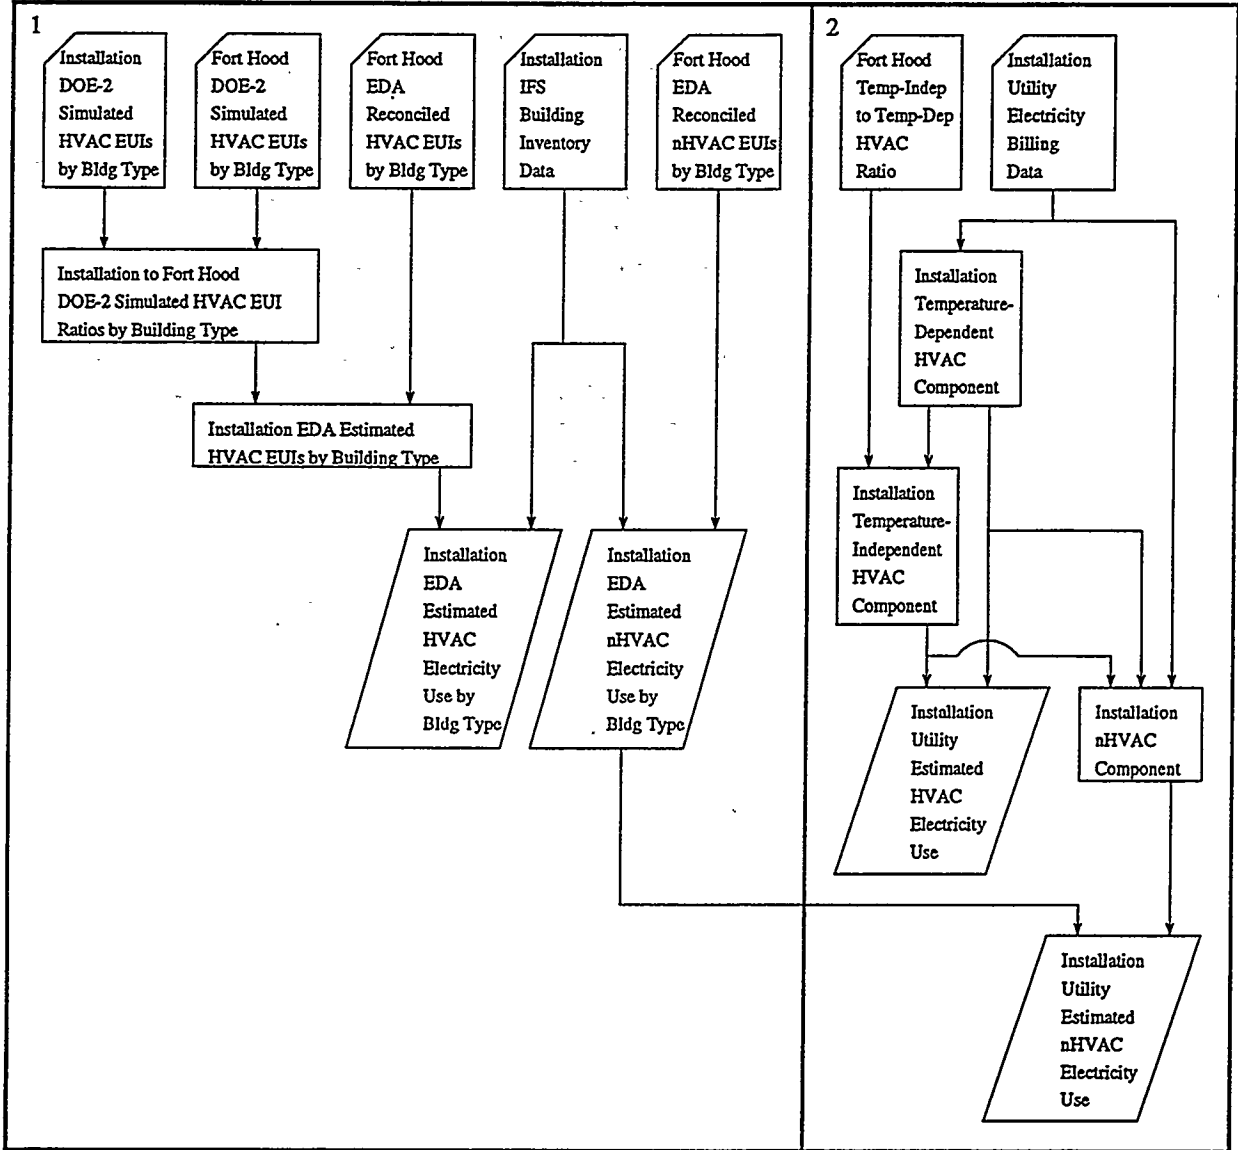 1
Installation
DOE-2
Simulated
HVAC EUIs
by Bldg Type
Fort Hood
DOE-2
Simulated
HVAC EUIs
by Bldg Type
Fort Hood
EDA
Reconciled
HVAC EUIs
by Bldg Type
Installation
IFS
Building
Inventory
Data
Fort Hood
EDA
Reconciled
nHVAC EUIs
by Bldg Type
Installation to Fort Hood
DOE-2 Simulated HVAC EUI
Ratios by Building Type
Installation EDA Estimated
HVAC EUIs by Building Type
Installation
EDA
Estimated
HVAC
Electricity
Use by
Bldg Type
Installation
EDA
Estimated
nHVAC
Electricity
Use by
Bldg Type
2
Fort Hood
Temp-Indep
to Temp-Dep
HVAC
Ratio
Installation
Utility
Electricity
Billing
Data
Installation
Temperature-
Dependent
HVAC
Component
Installation
Temperature-
Independent
HVAC
Component
Installation
Utility
Estimated
HVAC
Electricity
Use
Installation
nHVAC
Component
Installation
Utility
Estimated
nHVAC
Electricity
Use